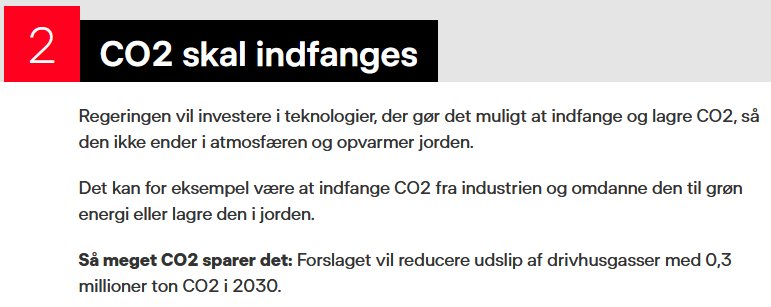 2
CO2 skal indfanges
Regeringen vil investere i teknologier, der gør det muligt at indfange og lagre CO2, så
den ikke ender i atmosfæren og opvarmer jorden.
Det kan for eksempel være at indfange CO2 fra industrien og omdanne den til grøn
energi eller lagre den i jorden.
Så meget CO2 sparer det: Forslaget vil reducere udslip af drivhusgasser med 0,3
millioner ton CO2 i 2030.